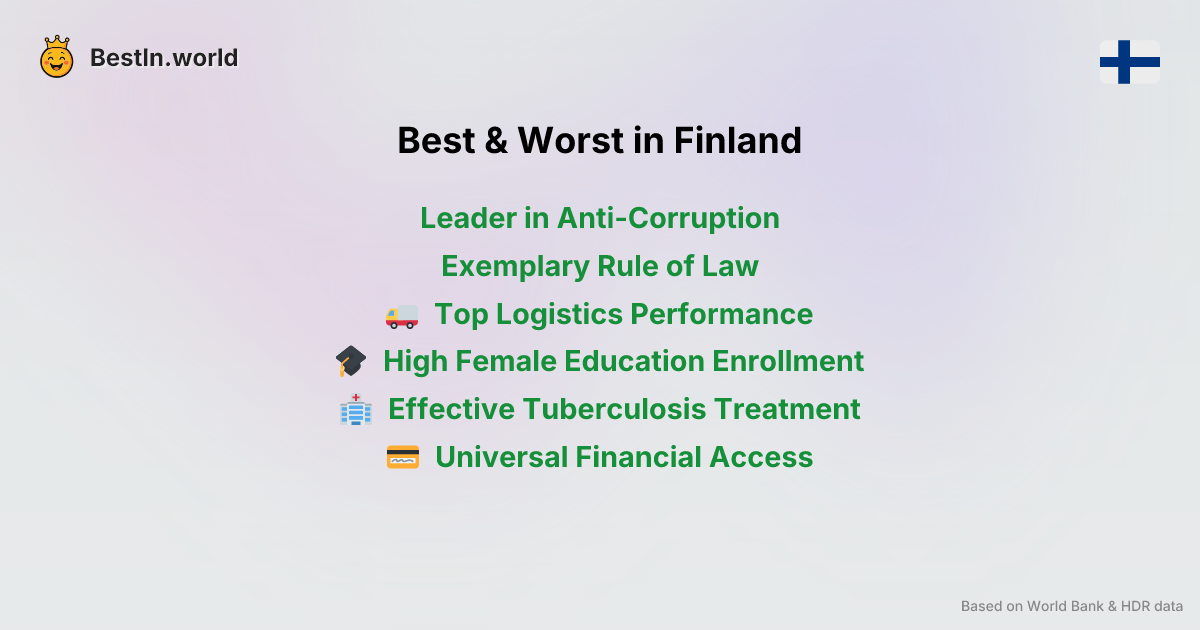 BestIn.world
Best & Worst in Finland
Leader in Anti-Corruption
Exemplary Rule of Law
Top Logistics Performance
High Female Education Enrollment
Effective Tuberculosis Treatment
Universal Financial Access
Based on World Bank & HDR data